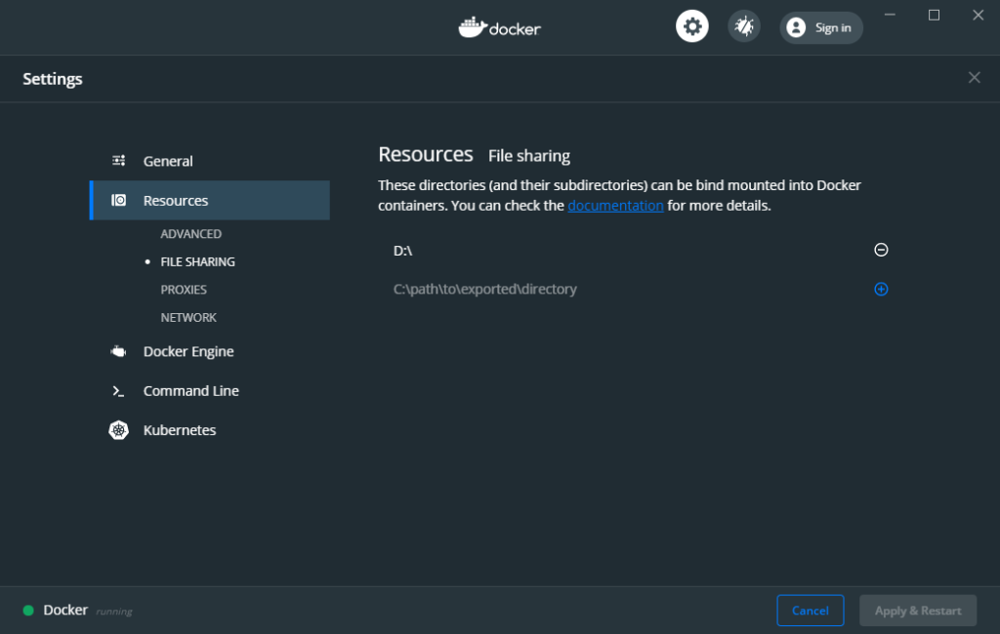 docker
Sign in
Settings
General
Resources
ADVANCED
FILE SHARING
PROXIES
NETWORK
Docker Engine
Command Line
Kubernetes
Resources File sharing
These directories (and their subdirectories) can be bind mounted into Docker
containers. You can check the documentation for more details.
D:\
C:\path\to\exported\directory
Docker running
Cancel
Apply & Restart